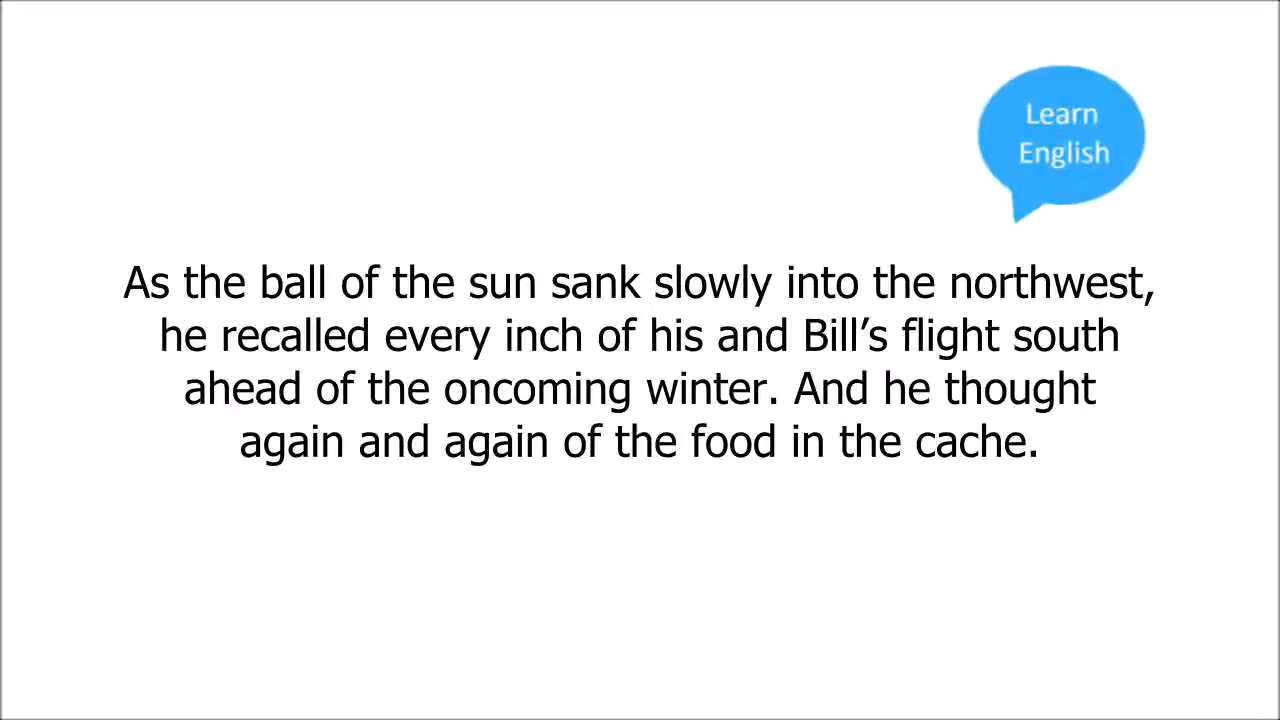 Learn
English
As the ball of the sun sank slowly into the northwest,
he recalled every inch of his and Bill’s flight south
ahead of the oncoming winter. And he thought
again and again of the food in the cache.